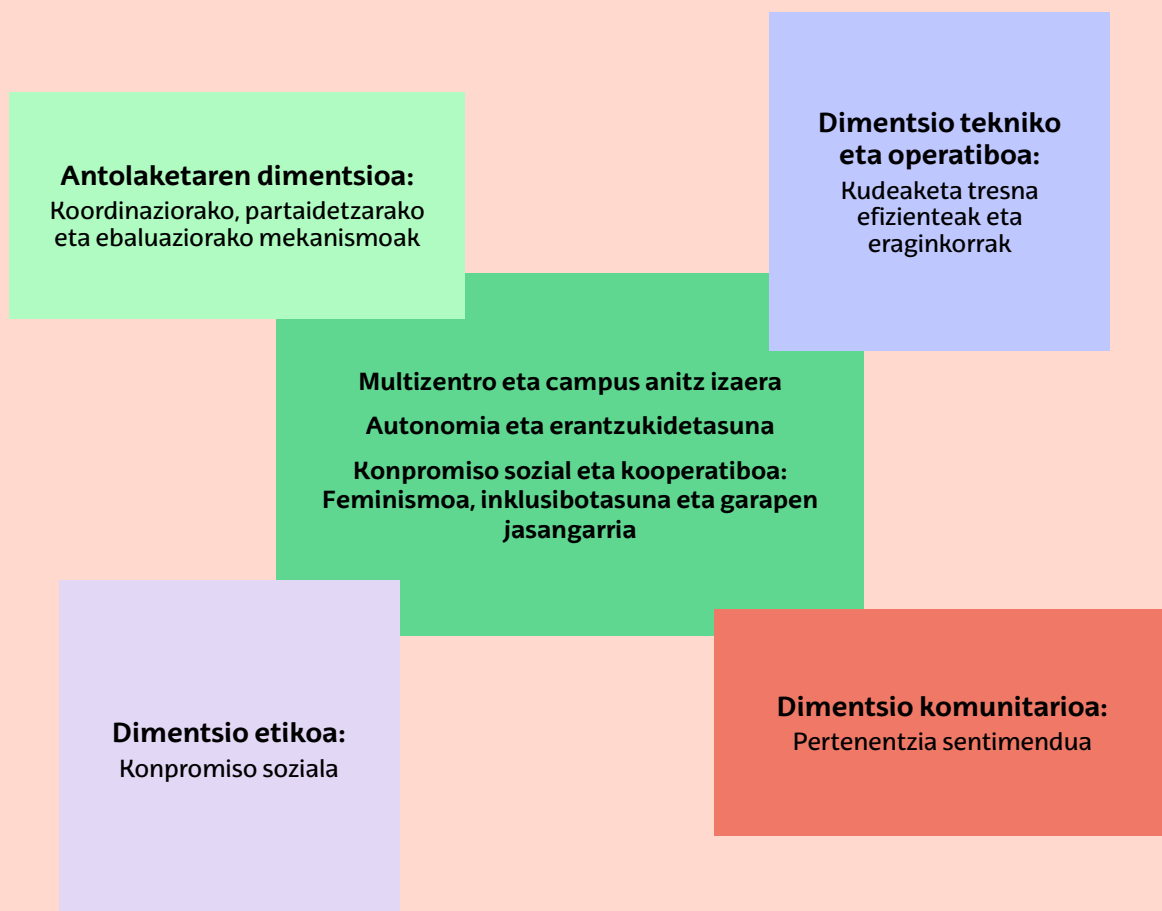 Antolaketaren dimentsioa:
Koordinaziorako, partaidetzarako
eta ebaluaziorako mekanismoak
Dimentsio tekniko
eta operatiboa:
Kudeaketa tresna
efizienteak eta
eraginkorrak
Multizentro eta campus anitz izaera
Autonomia eta erantzukidetasuna
Konpromiso sozial eta kooperatiboa:
Feminismoa, inklusibotasuna eta garapen
jasangarria
Dimentsio etikoa:
Konpromiso soziala
Dimentsio komunitarioa:
Pertenentzia sentimendua